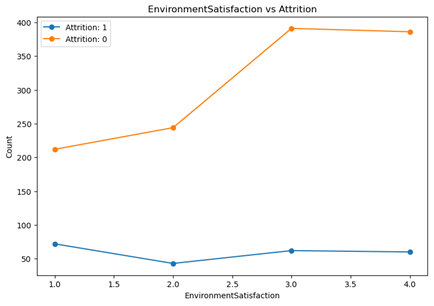 EnvironmentSatisfaction vs Attrition
Attrition: 1
Attrition: 0
400
350
300
250
200
150
100
50
Count
1.0 1.5 2.0 2.5 3.0 3.5 4.0
EnvironmentSatisfaction